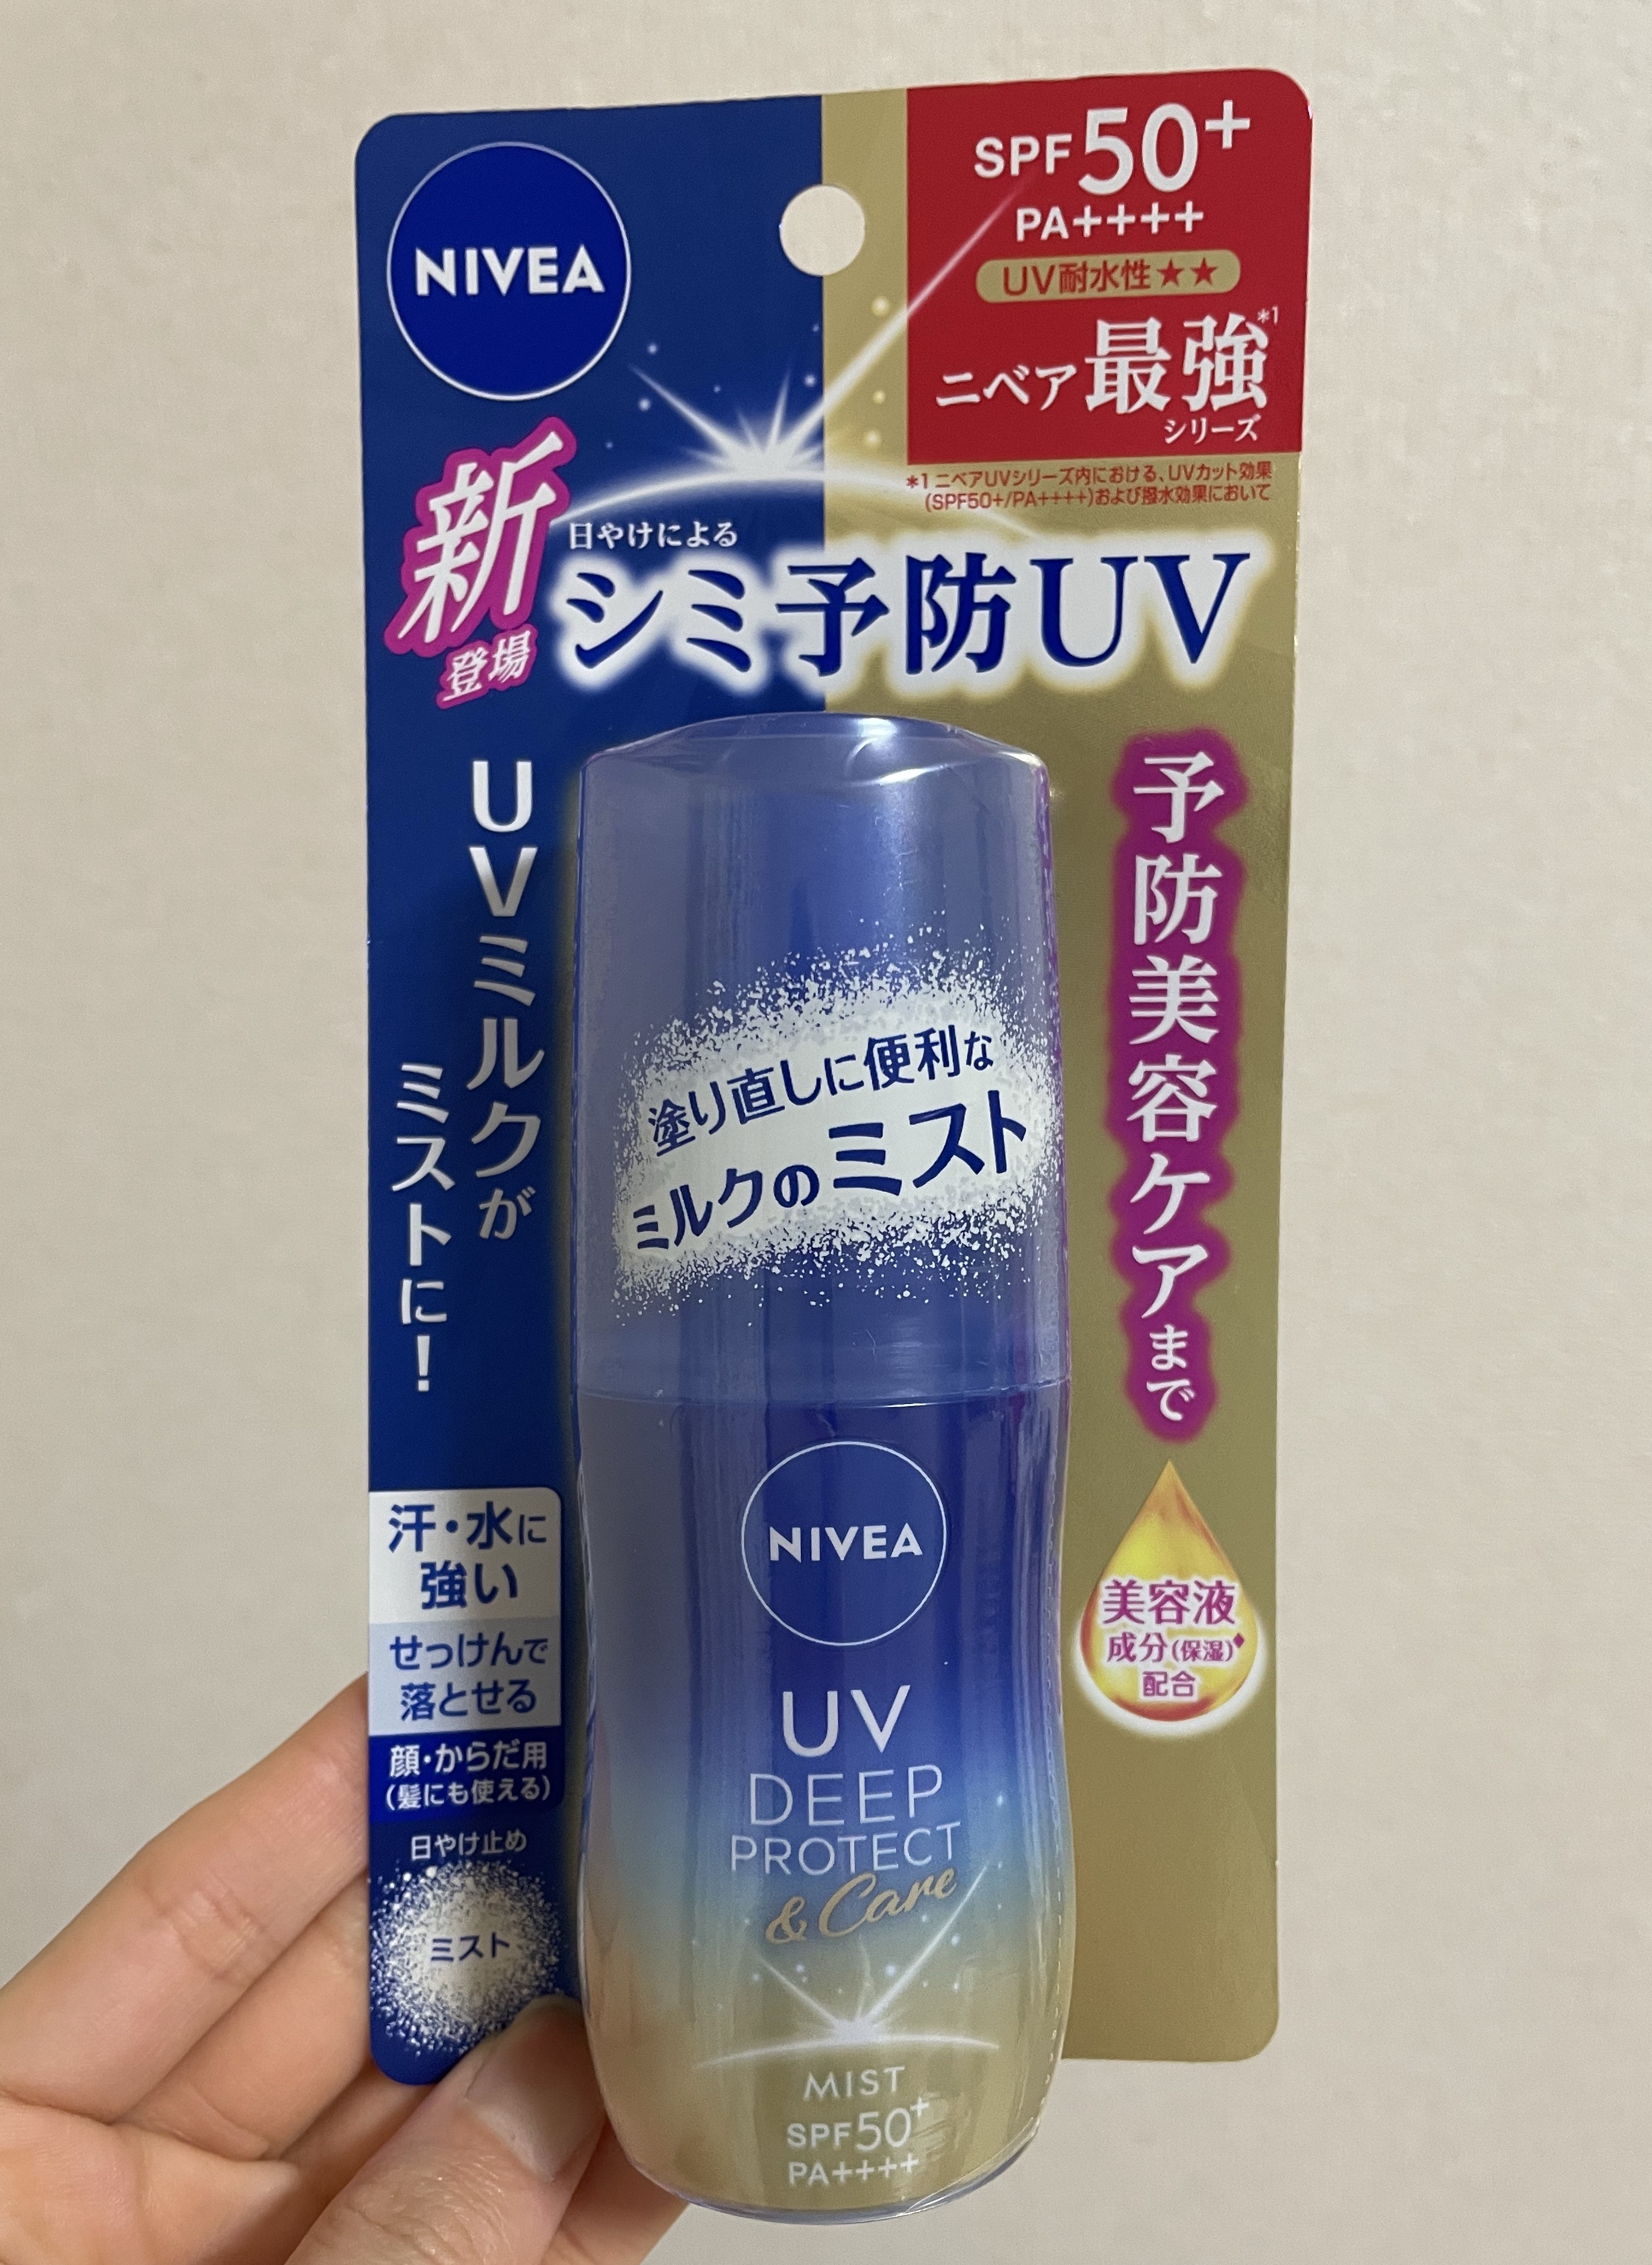 NIVEA
SPF50+
PA++++
UV耐水性★★
ニベア最強*1
シリーズ
*1 ニベアUVシリーズ内における、UVカット効果
(SPF50+/PA++++)および撥水効果において
新
登場
日やけによる
シミ予防UV
UVミルクが
ミストに!
予防美容ケアまで
塗り直しに便利な
ミルクのミスト
汗・水に
強い
せっけんで
落とせる
顔・からだ用
(髪にも使える)
日やけ止め
ミスト
美容液
成分(保湿)♦
配合
NIVEA
UV
DEEP
PROTECT
& Care
MIST
SPF50+
PA++++